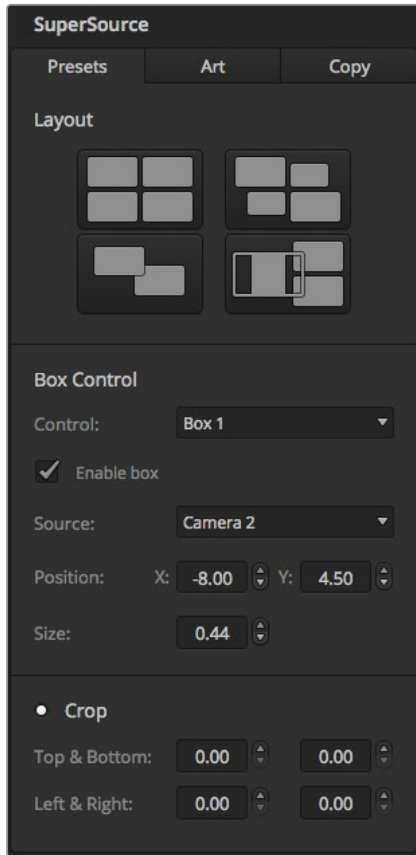 SuperSource
Presets Art Copy
Layout
Box Control
Control: Box 1
Enable box
Source: Camera 2
Position: X: -8.00 Y: 4.50
Size: 0.44
Crop
Top & Bottom: 0.00 0.00
Left & Right: 0.00 0.00